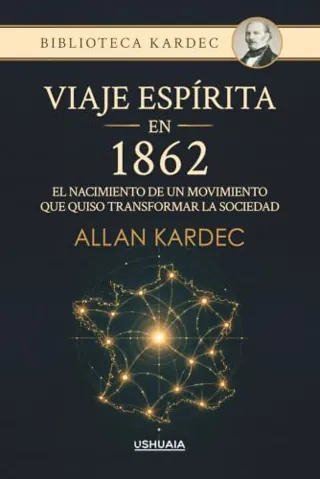 BIBLIOTECA KARDEC
VIAJE ESPÍRITA
EN
1862
EL NACIMIENTO DE UN MOVIMIENTO
QUE QUISO TRANSFORMAR LA SOCIEDAD
ALLAN KARDEC
USHUAIA